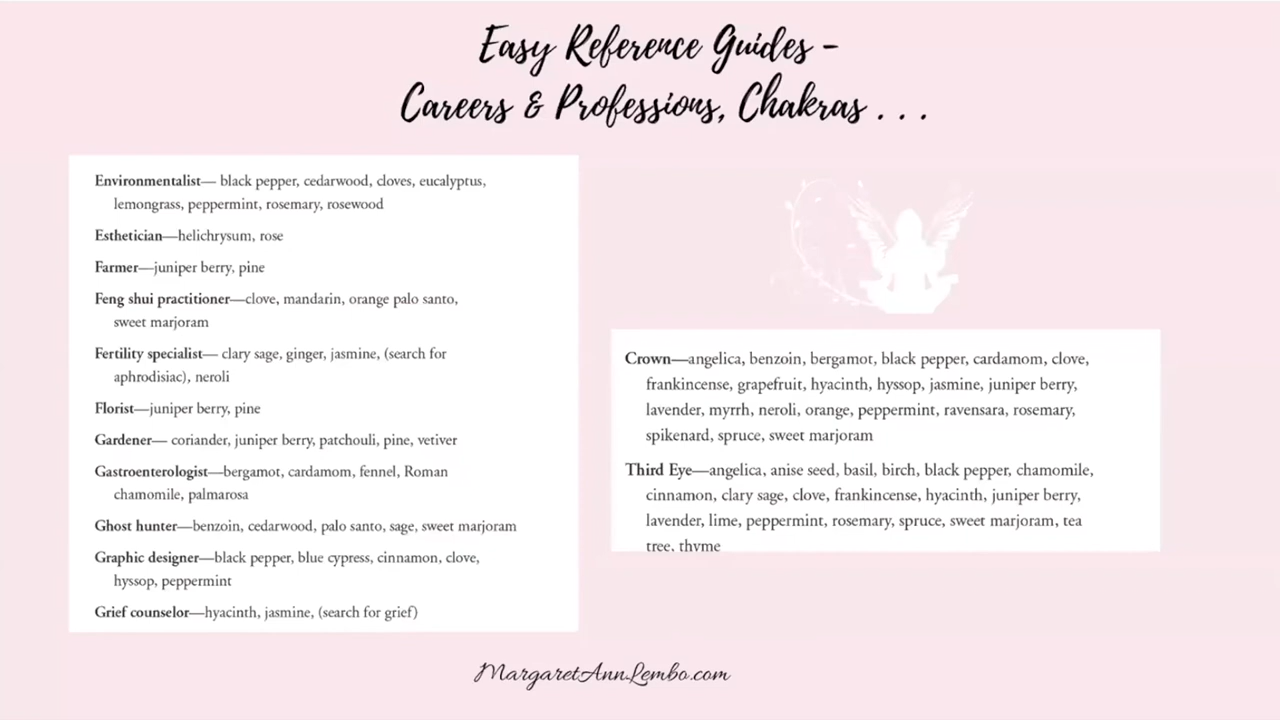 Easy Reference Guides -
Careers & Professions, Chakras . . .
Environmentalist— black pepper, cedarwood, cloves, eucalyptus,
lemongrass, peppermint, rosemary, rosewood
Esthetician—helichrysum, rose
Farmer—juniper berry, pine
Feng shui practitioner—clove, mandarin, orange palo santo,
sweet marjoram
Fertility specialist— clary sage, ginger, jasmine, (search for
aphrodisiac), neroli
Florist—juniper berry, pine
Gardener— coriander, juniper berry, patchouli, pine, vetiver
Gastroenterologist—bergamot, cardamom, fennel, Roman
chamomile, palmarosa
Ghost hunter—benzoin, cedarwood, palo santo, sage, sweet marjoram
Graphic designer—black pepper, blue cypress, cinnamon, clove,
hyssop, peppermint
Grief counselor—hyacinth, jasmine, (search for grief)
Crown—angelica, benzoin, bergamot, black pepper, cardamom, clove,
frankincense, grapefruit, hyacinth, hyssop, jasmine, juniper berry,
lavender, myrrh, neroli, orange, peppermint, ravensara, rosemary,
spikenard, spruce, sweet marjoram
Third Eye—angelica, anise seed, basil, birch, black pepper, chamomile,
cinnamon, clary sage, clove, frankincense, hyacinth, juniper berry,
lavender, lime, peppermint, rosemary, spruce, sweet marjoram, tea
tree, thyme
MargaretAnnLembo.com